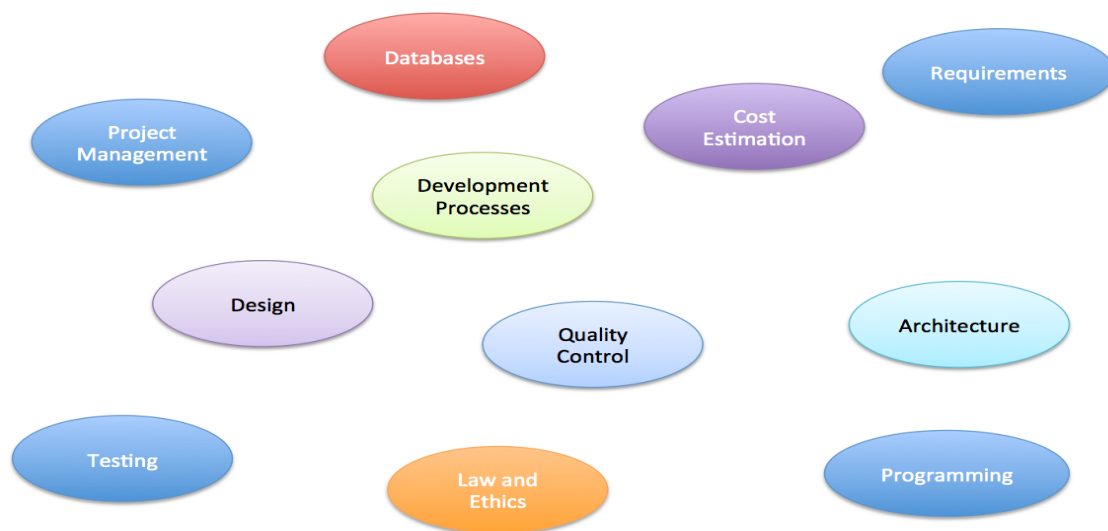 Databases
Requirements
Project
Management
Cost
Estimation
Development
Processes
Design
Quality
Control
Architecture
Testing
Law and
Ethics
Programming